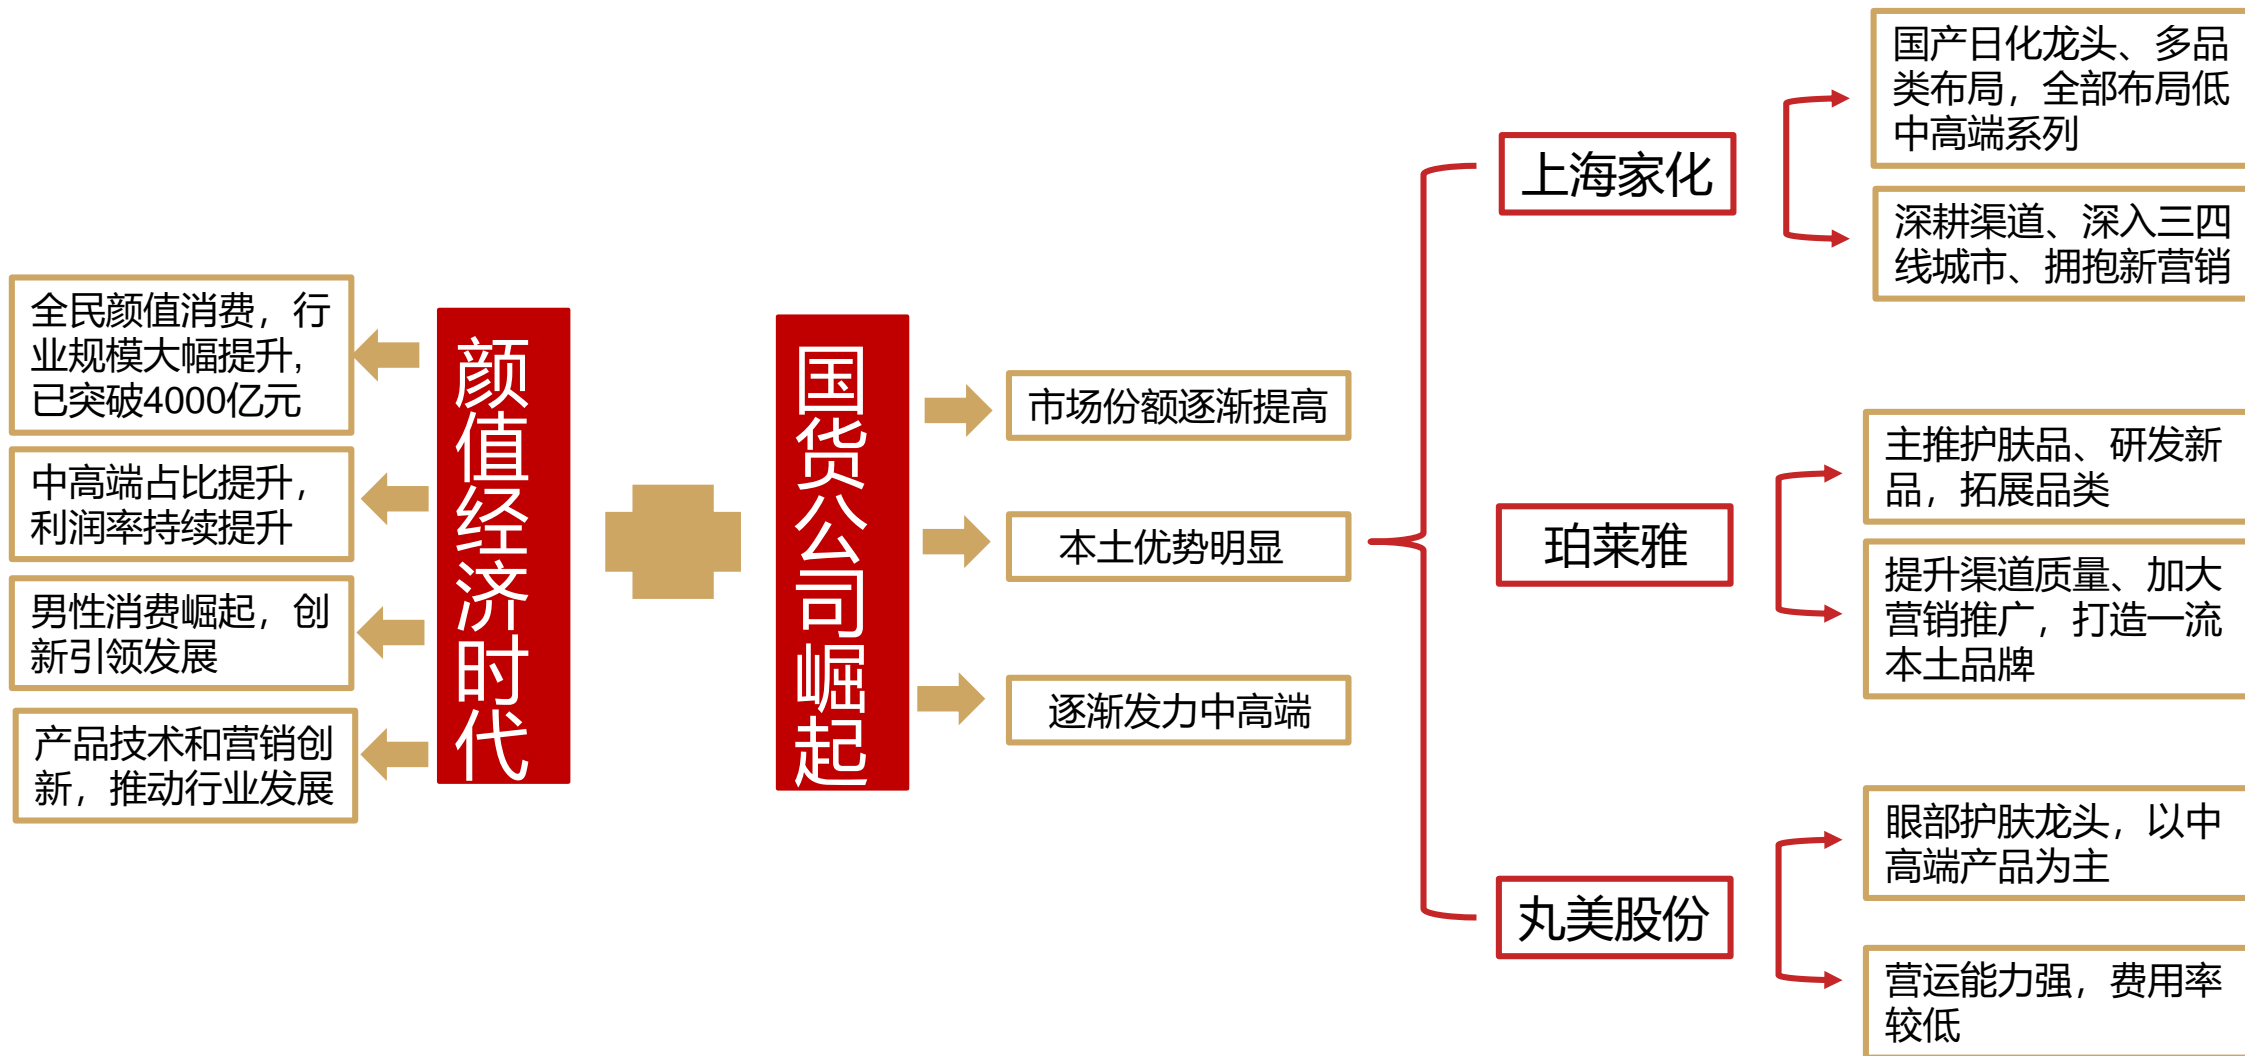 全民颜值消费，行
业规模大幅提升，
已突破4000亿元
中高端占比提升，
利润率持续提升
男性消费崛起，创
新引领发展
产品技术和营销创
新，推动行业发展
颜值经济时代
国货公司崛起
市场份额逐渐提高
本土优势明显
逐渐发力中高端
上海家化
国产日化龙头、多品
类布局，全部布局低
中高端系列
深耕渠道、深入三四
线城市、拥抱新营销
珀莱雅
主推护肤品、研发新
品，拓展品类
提升渠道质量、加大
营销推广，打造一流
本土品牌
丸美股份
眼部护肤龙头，以中
高端产品为主
营运能力强，费用率
较低